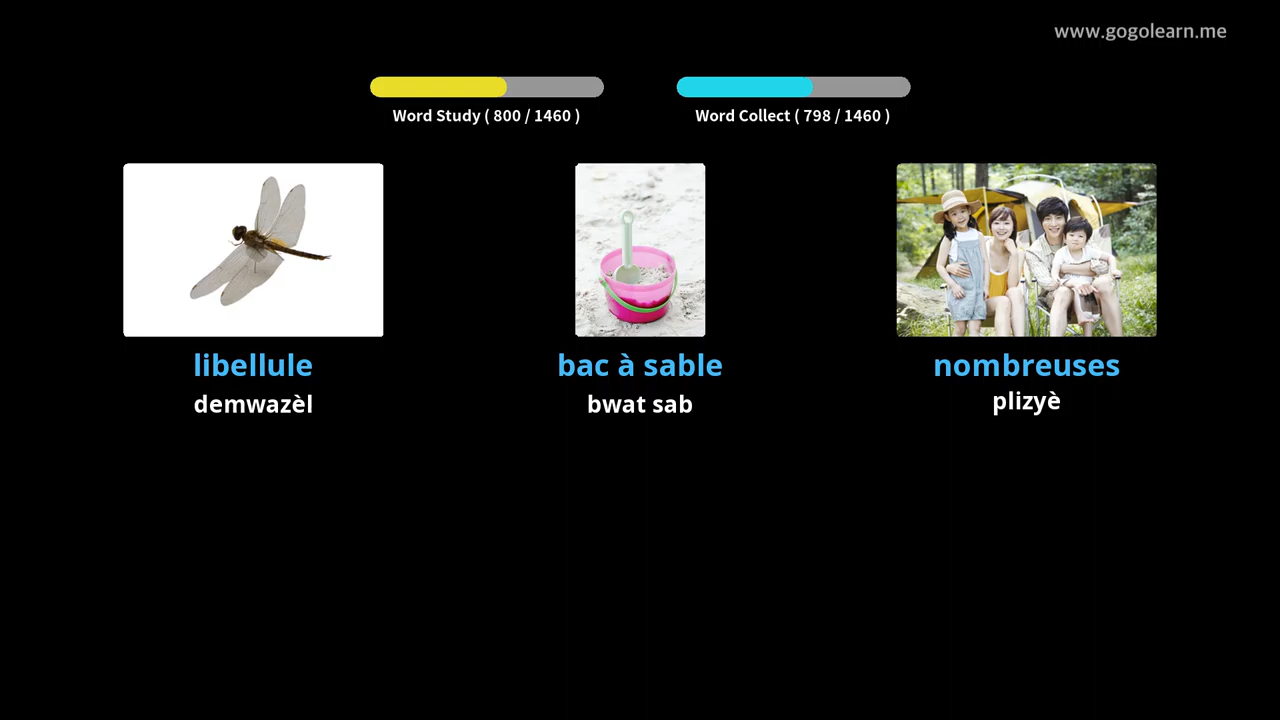 www.gogolearn.me
Word Study ( 800 / 1460 )
Word Collect ( 798 / 1460 )
libellule
demwazèl
bac à sable
bwat sab
nombreuses
plizyè